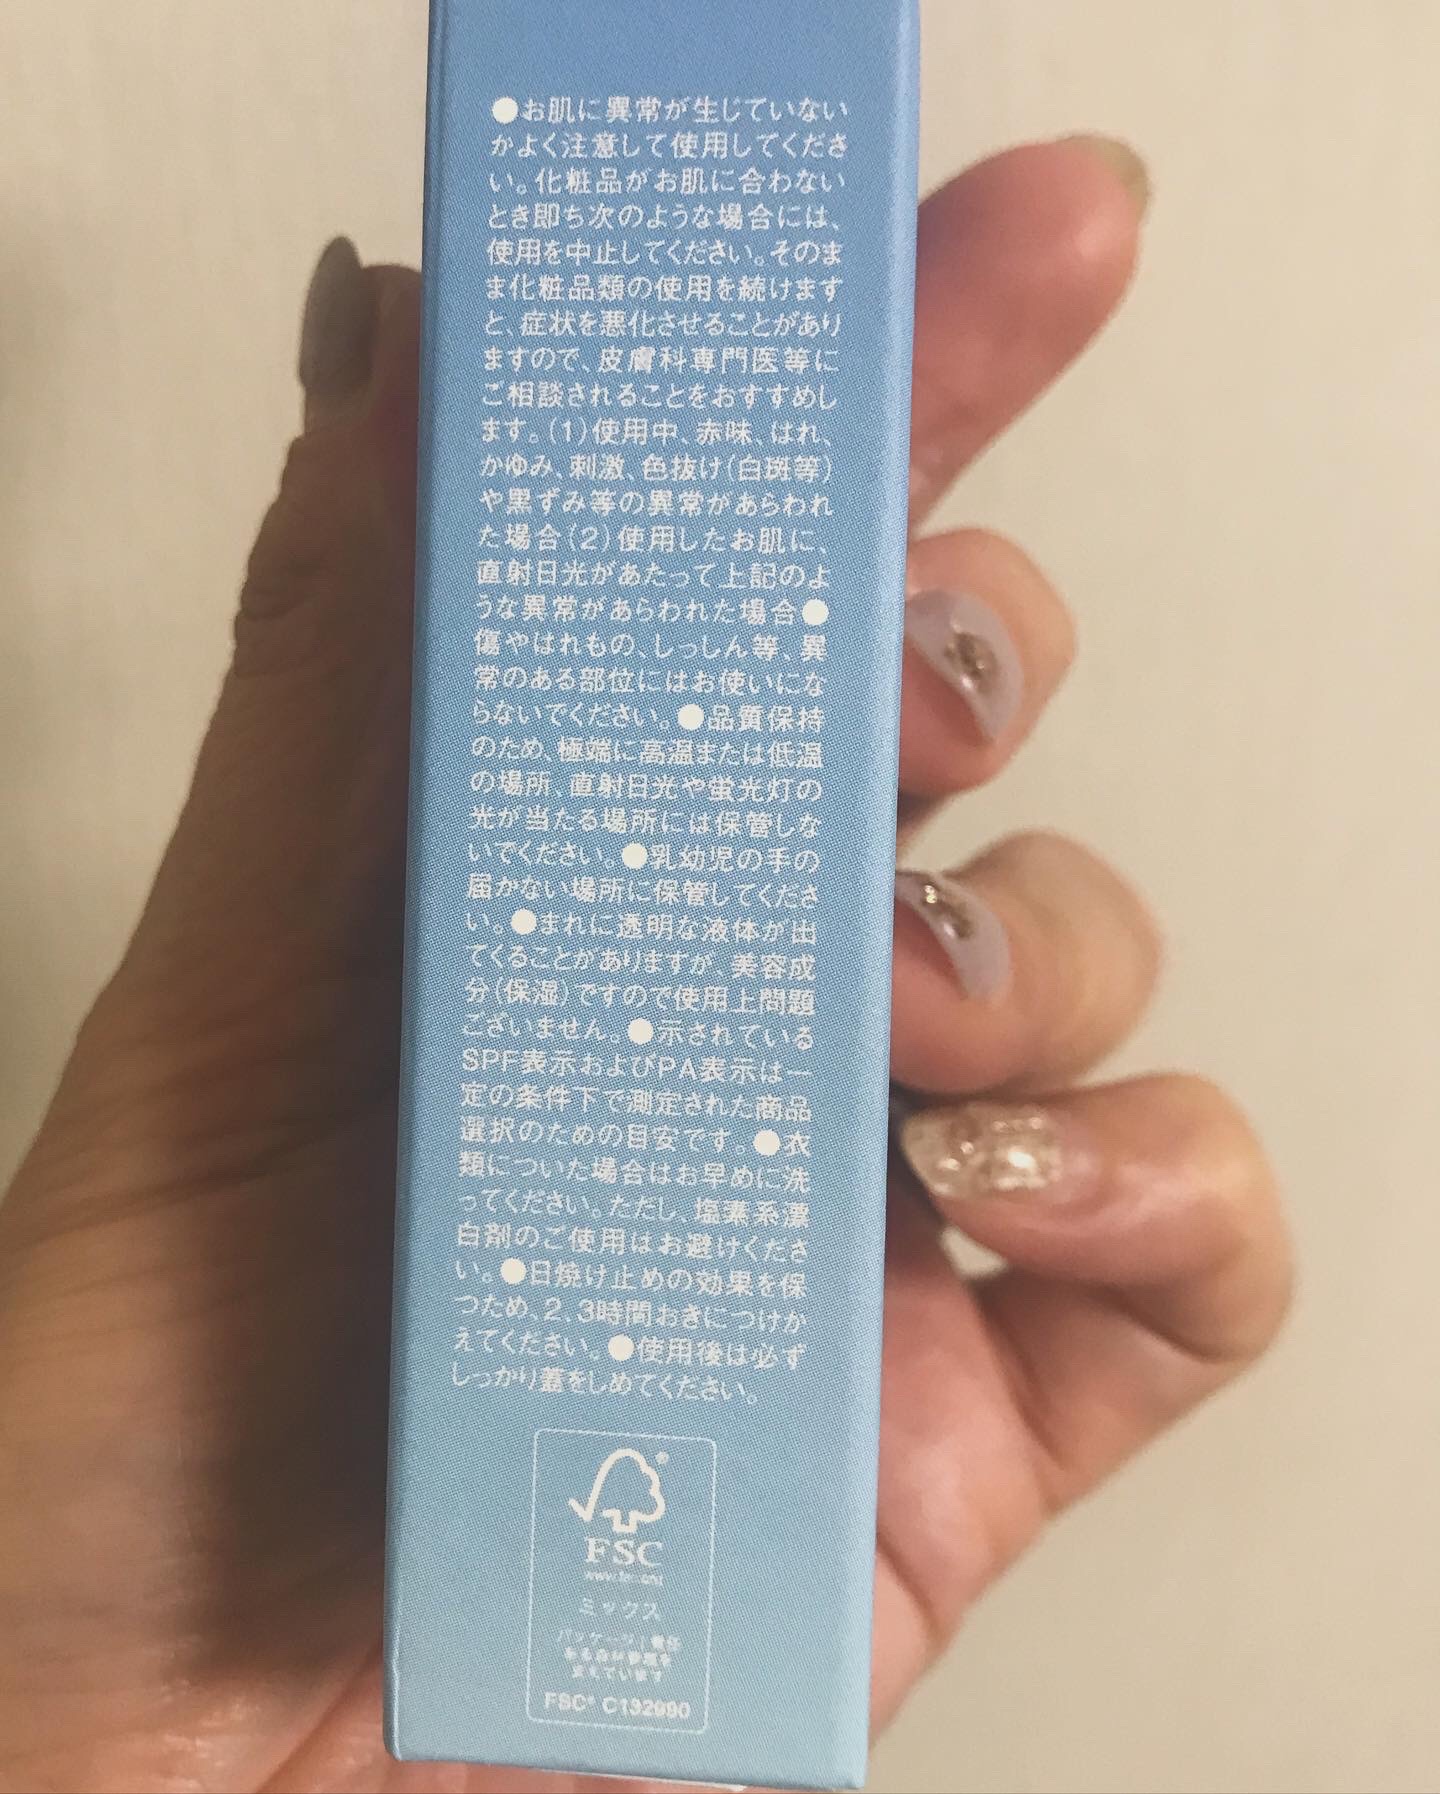 ●お肌に異常が生じていない
かよく注意して使用してくださ
い。化粧品がお肌に合わない
とき即ち次のような場合には、
使用を中止してください。そのま
ま化粧品類の使用を続けます
と、症状を悪化させることがあり
ますので、皮膚科専門医等に
ご相談されることをおすすめし
ます。(1)使用中、赤味、はれ、
かゆみ、刺激、色抜け(白斑等)
や黒ずみ等の異常があらわれ
た場合(2)使用したお肌に、
直射日光があたって上記のよ
うな異常があらわれた場合●
傷やはれもの、しっしん等、異
常のある部位にはお使いにな
らないでください。●品質保持
のため、極端に高温または低温
の場所、直射日光や蛍光灯の
光が当たる場所には保管しな
いでください。●乳幼児の手の
届かない場所に保管してくださ
い。●まれに透明な液体が出
てくることがありますが、美容成
分(保湿)ですので使用上問題
ございません。●示されている
SPF表示およびPA表示は一
定の条件下で測定された商品
選択のための目安です。●衣
類についた場合はお早めに洗
ってください。ただし、塩素系漂
白剤のご使用はお避けくださ
い。●日焼け止めの効果を保
つため、2、3時間おきにつけか
えてください。●使用後は必ず
しっかり蓋をしめてください。
®
FSC
ミックス
FSC® C132990